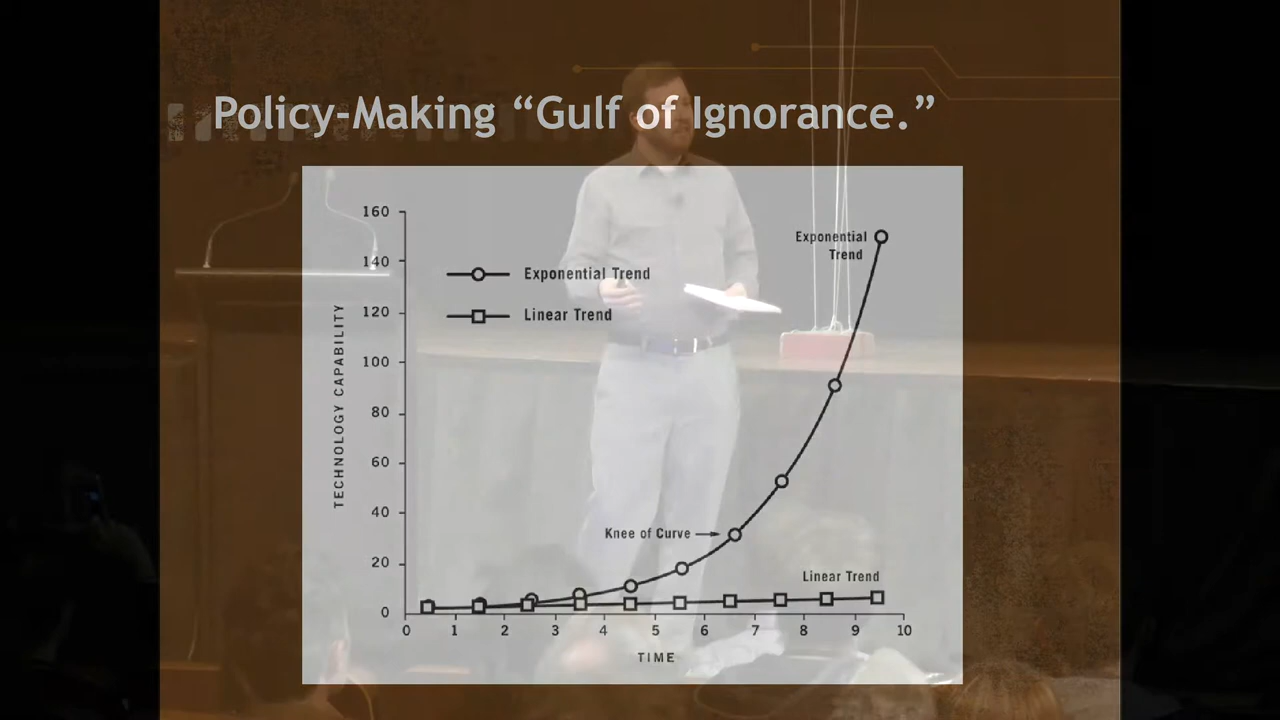 Policy-Making “Gulf of Ignorance.”
160
140
120
100
80
60
40
20
0
TECHNOLOGY CAPABILITY
Exponential Trend
Linear Trend
Exponential
Trend
Knee of Curve
Linear Trend
0 1 2 3 4 5 6 7 8 9 10
TIME